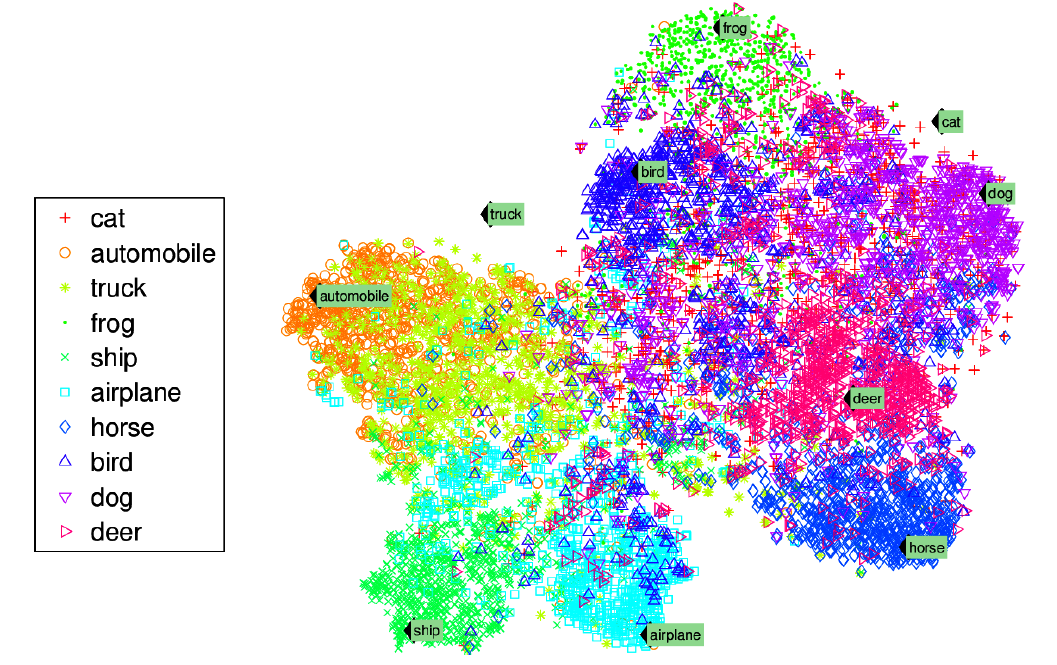 frog
cat
bird
dog
truck
cat
automobile
truck
frog
ship
airplane
horse
bird
dog
deer
automobile
deer
horse
ship
airplane